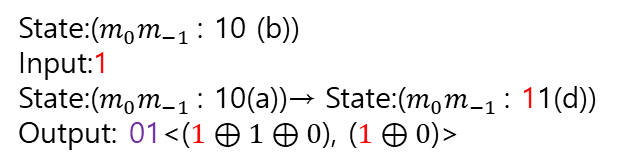 State:(m₀m₋₁ : 10 (b))
Input:1
State:(m₀m₋₁ : 10(a))→ State:(m₀m₋₁ : 11(d))
Output: 01<(1 ⊕ 1 ⊕ 0), (1 ⊕ 0)>